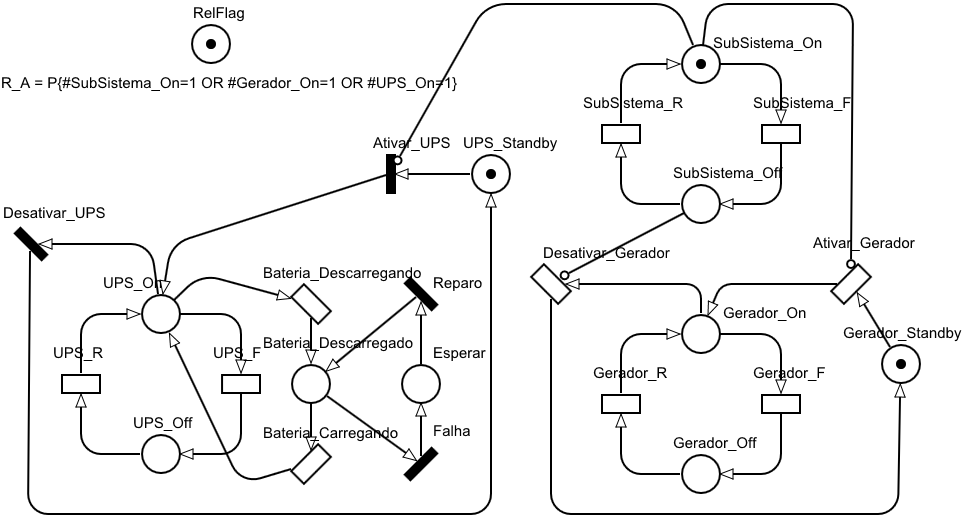 RelFlag
SubSistema_On
R_A = P{#SubSistema_On=1 OR #Gerador_On=1 OR #UPS_On=1}
SubSistema_R
SubSistema_F
Ativar_UPS
UPS_Standby
SubSistema_Off
Desativar_UPS
Desativar_Gerador
Ativar_Gerador
UPS_On
Bateria_Descarregando
Reparo
Gerador_On
Gerador_Standby
Bateria_Descarregado
UPS_R
UPS_F
Esperar
Gerador_R
Gerador_F
UPS_Off
Bateria_Carregando
Falha
Gerador_Off